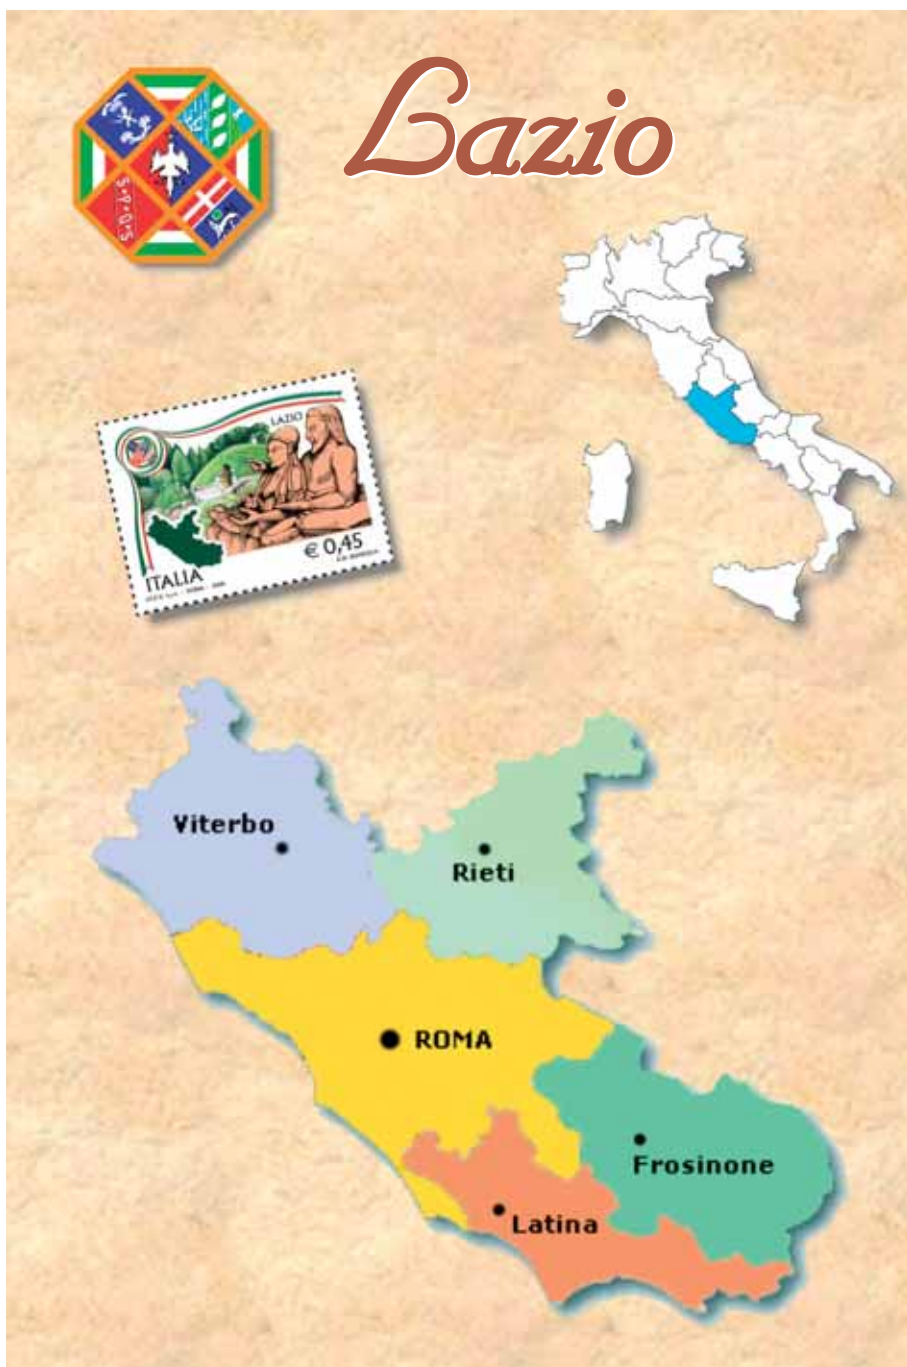 Lazio
S·P·Q·S
LAZIO
€ 0,45
ITALIA
Viterbo
Rieti
ROMA
Frosinone
Latina